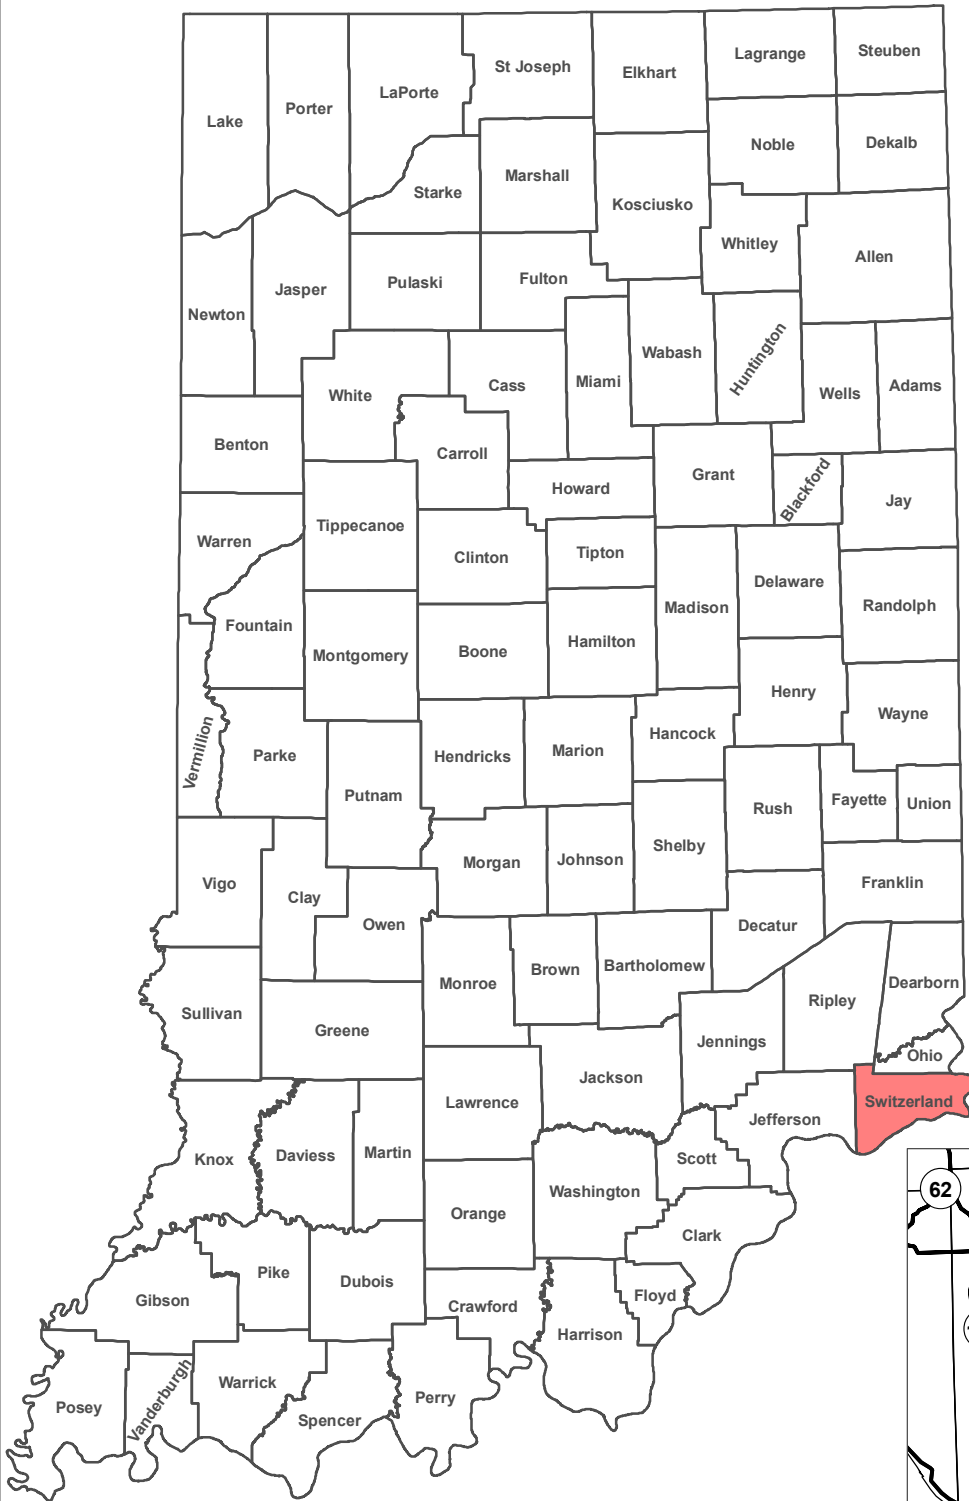 Lake
Porter
LaPorte
St Joseph
Elkhart
Lagrange
Steuben
Noble
Dekalb
Starke
Marshall
Kosciusko
Whitley
Allen
Newton
Jasper
Pulaski
Fulton
White
Cass
Miami
Wabash
Huntington
Wells
Adams
Benton
Carroll
Howard
Grant
Blackford
Jay
Warren
Tippecanoe
Clinton
Tipton
Madison
Delaware
Randolph
Fountain
Montgomery
Boone
Hamilton
Henry
Wayne
Vermillion
Parke
Putnam
Hendricks
Marion
Hancock
Rush
Fayette
Union
Vigo
Clay
Owen
Morgan
Johnson
Shelby
Franklin
Decatur
Sullivan
Greene
Monroe
Brown
Bartholomew
Jennings
Ripley
Dearborn
Ohio
Switzerland
Jefferson
Jackson
Lawrence
Knox
Daviess
Martin
Scott
Washington
Orange
Clark
Gibson
Pike
Dubois
Crawford
Floyd
Harrison
Posey
Vanderburgh
Warrick
Spencer
Perry
62